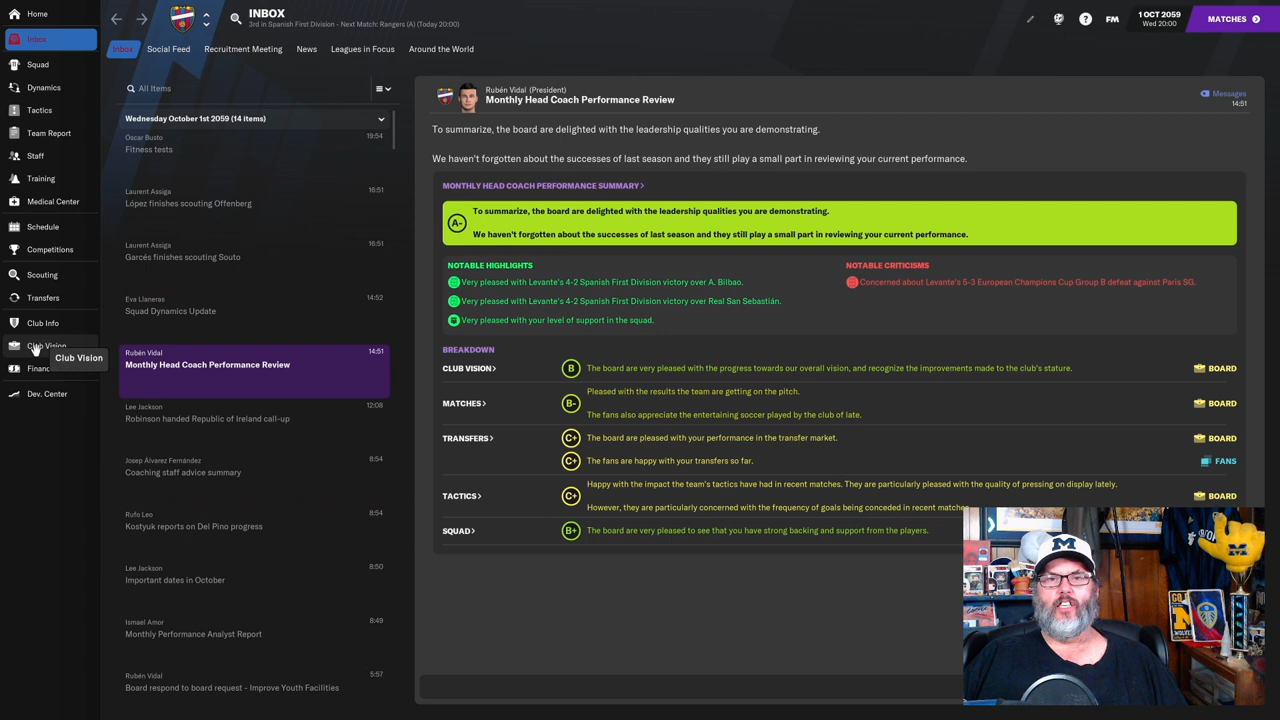 Home
Inbox
Squad
Dynamics
Tactics
Team Report
Staff
Training
Medical Center
Schedule
Competitions
Scouting
Transfers
Club Info
Club Vision
Club Vision
Financ
Dev. Center
INBOX
3rd in Spanish First Division - Next Match: Rangers (A) (Today 20:00)
FM
1 OCT 2059
Wed 20:00
MATCHES
Inbox
Social Feed
Recruitment Meeting
News
Leagues in Focus
Around the World
All Items
Wednesday October 1st 2059 (14 items)
Óscar Busto 19:54
Fitness tests
Laurent Assiga 16:51
López finishes scouting Offenberg
Laurent Assiga 16:51
Garcés finishes scouting Souto
Eva Llaneras 14:52
Squad Dynamics Update
Rubén Vidal 14:51
Monthly Head Coach Performance Review
Lee Jackson 12:08
Robinson handed Republic of Ireland call-up
Josep Álvarez Fernández 8:54
Coaching staff advice summary
Rufo Leo 8:54
Kostyuk reports on Del Pino progress
Lee Jackson 8:50
Important dates in October
Ismael Amor 8:49
Monthly Performance Analyst Report
Rubén Vidal 5:57
Board respond to board request - Improve Youth Facilities
Rubén Vidal (President)
Monthly Head Coach Performance Review
Messages
14:51
To summarize, the board are delighted with the leadership qualities you are demonstrating.
We haven't forgotten about the successes of last season and they still play a small part in reviewing your current performance.
MONTHLY HEAD COACH PERFORMANCE SUMMARY>
A-
To summarize, the board are delighted with the leadership qualities you are demonstrating.
We haven't forgotten about the successes of last season and they still play a small part in reviewing your current performance.
NOTABLE HIGHLIGHTS
Very pleased with Levante's 4-2 Spanish First Division victory over A. Bilbao.
Very pleased with Levante's 4-2 Spanish First Division victory over Real San Sebastián.
Very pleased with your level of support in the squad.
NOTABLE CRITICISMS
Concerned about Levante's 5-3 European Champions Cup Group B defeat against Paris SG.
BREAKDOWN
CLUB VISION> B The board are very pleased with the progress towards our overall vision, and recognize the improvements made to the club's stature. BOARD
MATCHES> B- Pleased with the results the team are getting on the pitch. BOARD
The fans also appreciate the entertaining soccer played by the club of late.
TRANSFERS> C+ The board are pleased with your performance in the transfer market. BOARD
C+ The fans are happy with your transfers so far. FANS
TACTICS> C+ Happy with the impact the team's tactics have had in recent matches. They are particularly pleased with the quality of pressing on display lately. BOARD
However, they are particularly concerned with the frequency of goals being conceded in recent matches
SQUAD> B+ The board are very pleased to see that you have strong backing and support from the players.
M
M